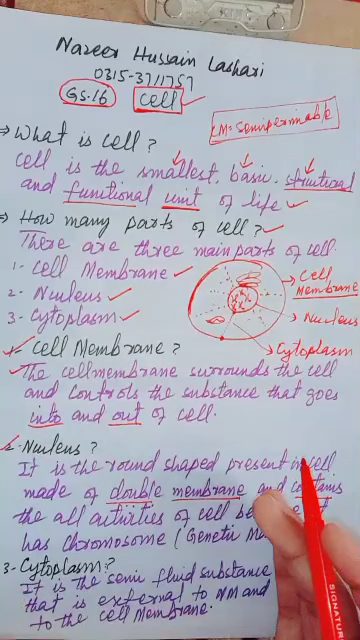 Nazeer Hussain Lashari
0315-3711757
GS.16 cell
CM= Semipermiable
→ What is cell?
Cell is the smallest, basic, structural
and functional unit of life
→ How many parts of cell?
There are three main parts of cell
1- Cell Membrane
2- Nucleus
3- Cytoplasm
Cell
Membrane
Nucleus
Cytoplasm
1- Cell Membrane?
The cell membrane surrounds the cell
and controls the substance that goes
into and out of cell.
2- Nucleus?
It is the round shaped present in cell
made of double membrane and
the all activities of cell
has chromosome (Genetic
3- Cytoplasm?
It is the semi fluid substance
that is external to NM and
to the cell Membrane.
SIGNATUR